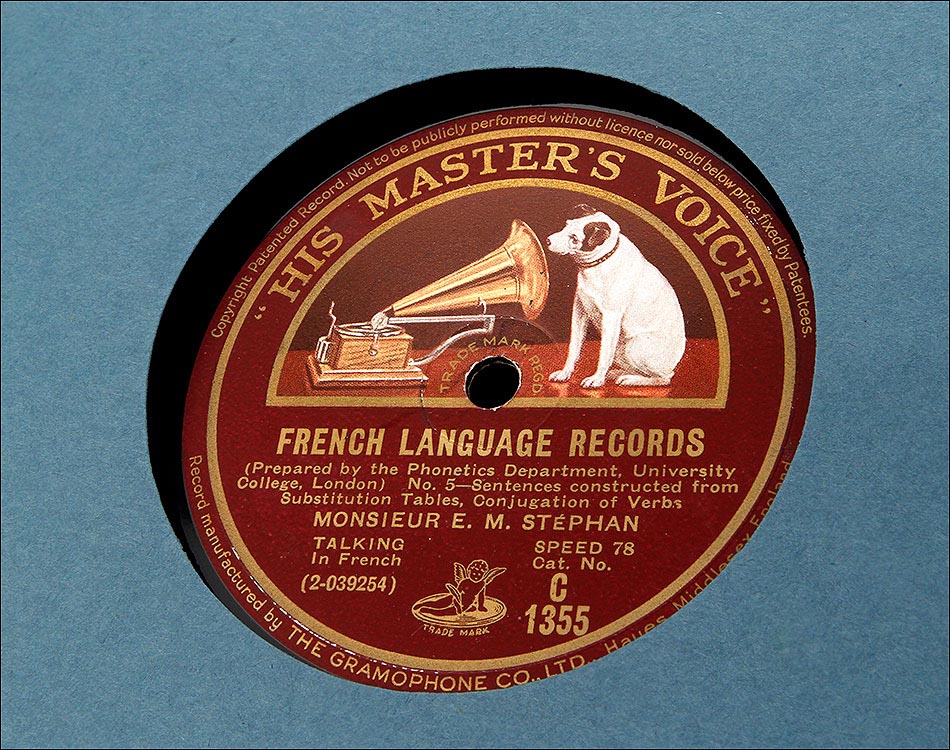 Copyright. Patented Record. Not to be publicly performed without licence nor sold below price fixed by Patentees.
"HIS MASTER'S VOICE"
TRADE MARK REGD
FRENCH LANGUAGE RECORDS
(Prepared by the Phonetics Department, University
College, London) No. 5—Sentences constructed from
Substitution Tables, Conjugation of Verbs
MONSIEUR E. M. STÉPHAN
TALKING
In French
(2-039254)
SPEED 78
Cat. No.
C
1355
TRADE MARK
Record manufactured by THE GRAMOPHONE CO., LTD., Hayes, Middlesex, England